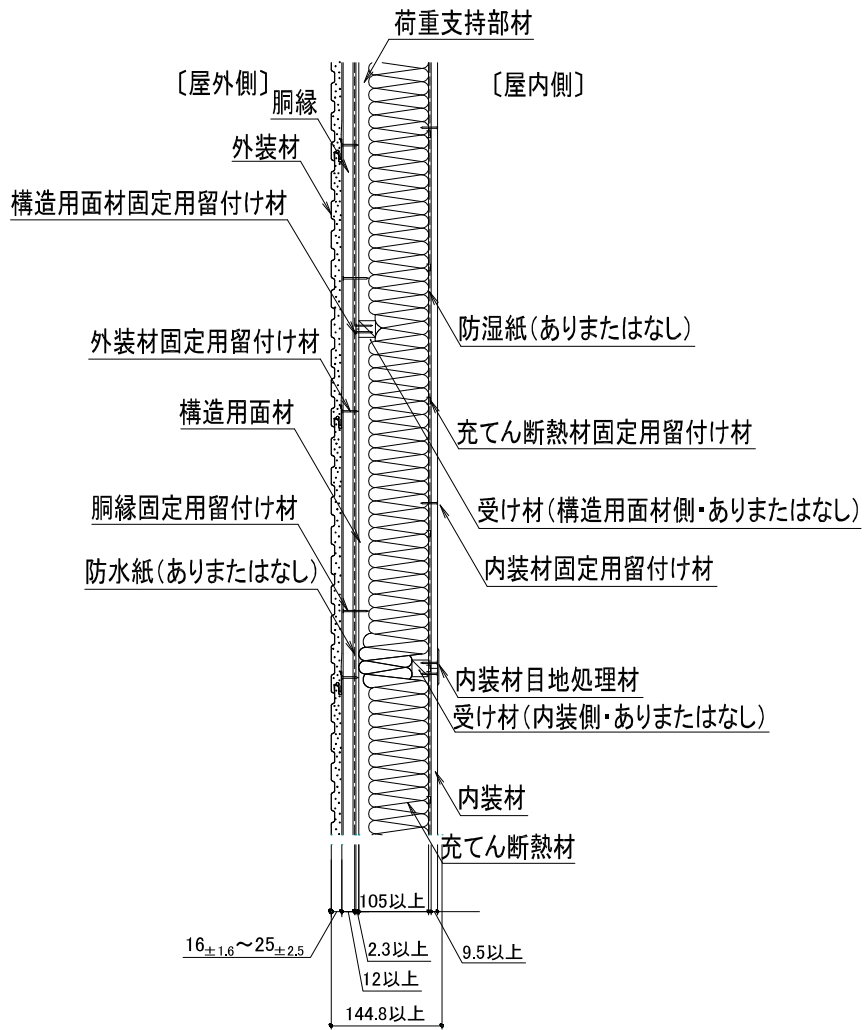 荷重支持部材
〔屋外側〕
〔屋内側〕
胴縁
外装材
構造用面材固定用留付け材
防湿紙(ありまたはなし)
外装材固定用留付け材
構造用面材
充てん断熱材固定用留付け材
胴縁固定用留付け材
受け材(構造用面材側・ありまたはなし)
防水紙(ありまたはなし)
内装材固定用留付け材
内装材目地処理材
受け材(内装側・ありまたはなし)
内装材
充てん断熱材
105以上
16±1.6～25±2.5
2.3以上
9.5以上
12以上
144.8以上